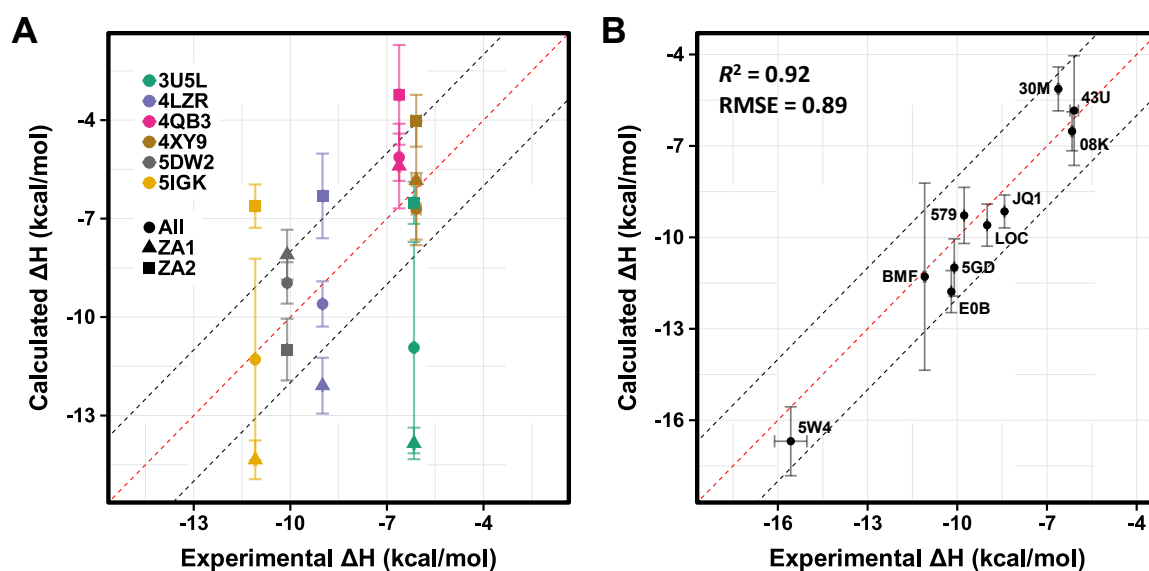 A
3U5L
4LZR
4QB3
4XY9
5DW2
5IGK
All
ZA1
ZA2
-4
-7
-10
-13
Calculated ΔH (kcal/mol)
-13 -10 -7 -4
Experimental ΔH (kcal/mol)
B
R² = 0.92
RMSE = 0.89
30M
43U
08K
579
JQ1
LOC
BMF
5GD
E0B
5W4
-4
-7
-10
-13
-16
Calculated ΔH (kcal/mol)
-16 -13 -10 -7 -4
Experimental ΔH (kcal/mol)